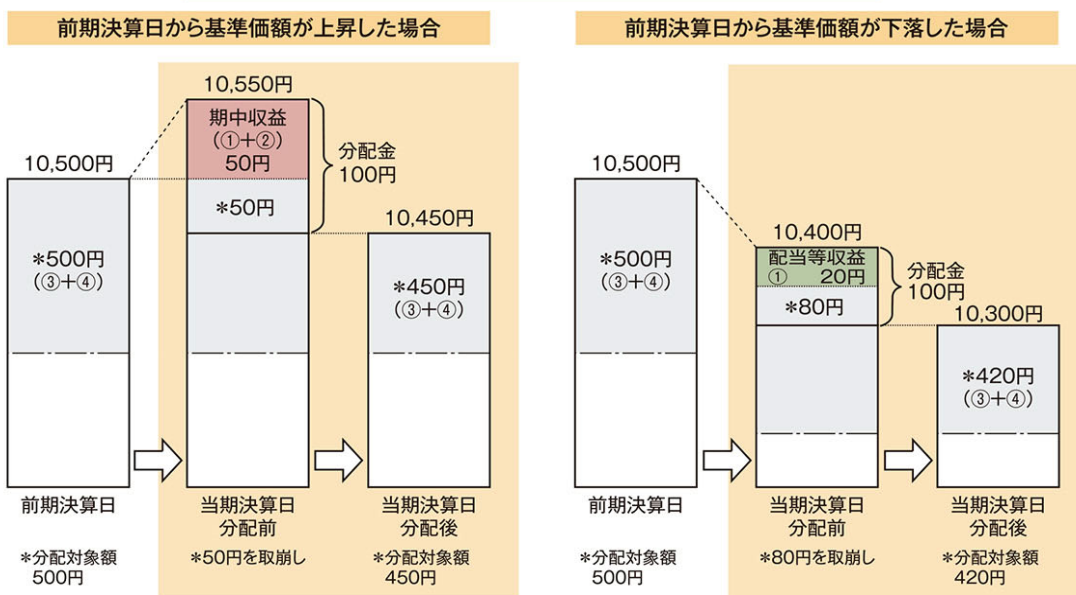 前期決算日から基準価額が上昇した場合
10,550円
期中収益
(①+②)
50円
分配金
100円
10,500円
*50円
10,450円
*500円
(③+④)
*450円
(③+④)
前期決算日
当期決算日
分配前
当期決算日
分配後
*分配対象額
500円
*50円を取崩し
*分配対象額
450円
前期決算日から基準価額が下落した場合
10,500円
10,400円
配当等収益
① 20円
分配金
100円
*500円
(③+④)
*80円
10,300円
*420円
(③+④)
前期決算日
当期決算日
分配前
当期決算日
分配後
*分配対象額
500円
*80円を取崩し
*分配対象額
420円